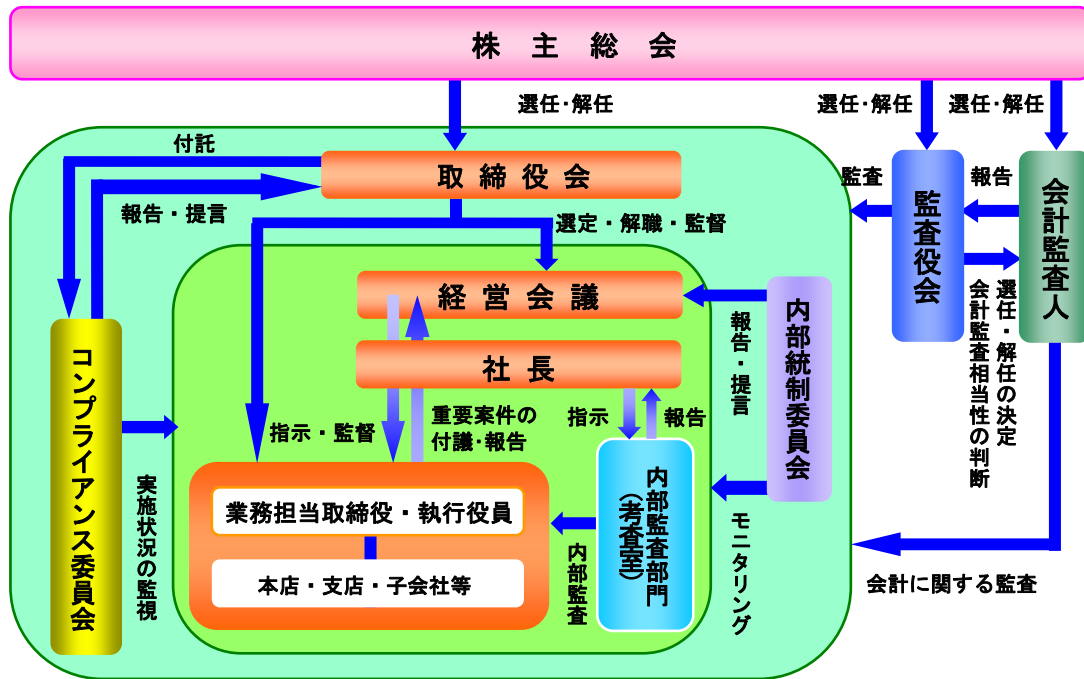 株主総会
選任・解任
選任・解任
選任・解任
付託
取締役会
報告・提言
選定・解職・監督
監査
監査役会
報告
会計監査人
選任・解任の決定
会計監査相当性の判断
経営会議
内部統制委員会
報告・提言
社長
コンプライアンス委員会
指示・監督
重要案件の
付議・報告
指示
報告
実施状況の監視
業務担当取締役・執行役員
本店・支店・子会社等
内部監査
内部監査部門
（考査室）
モニタリング
会計に関する監査